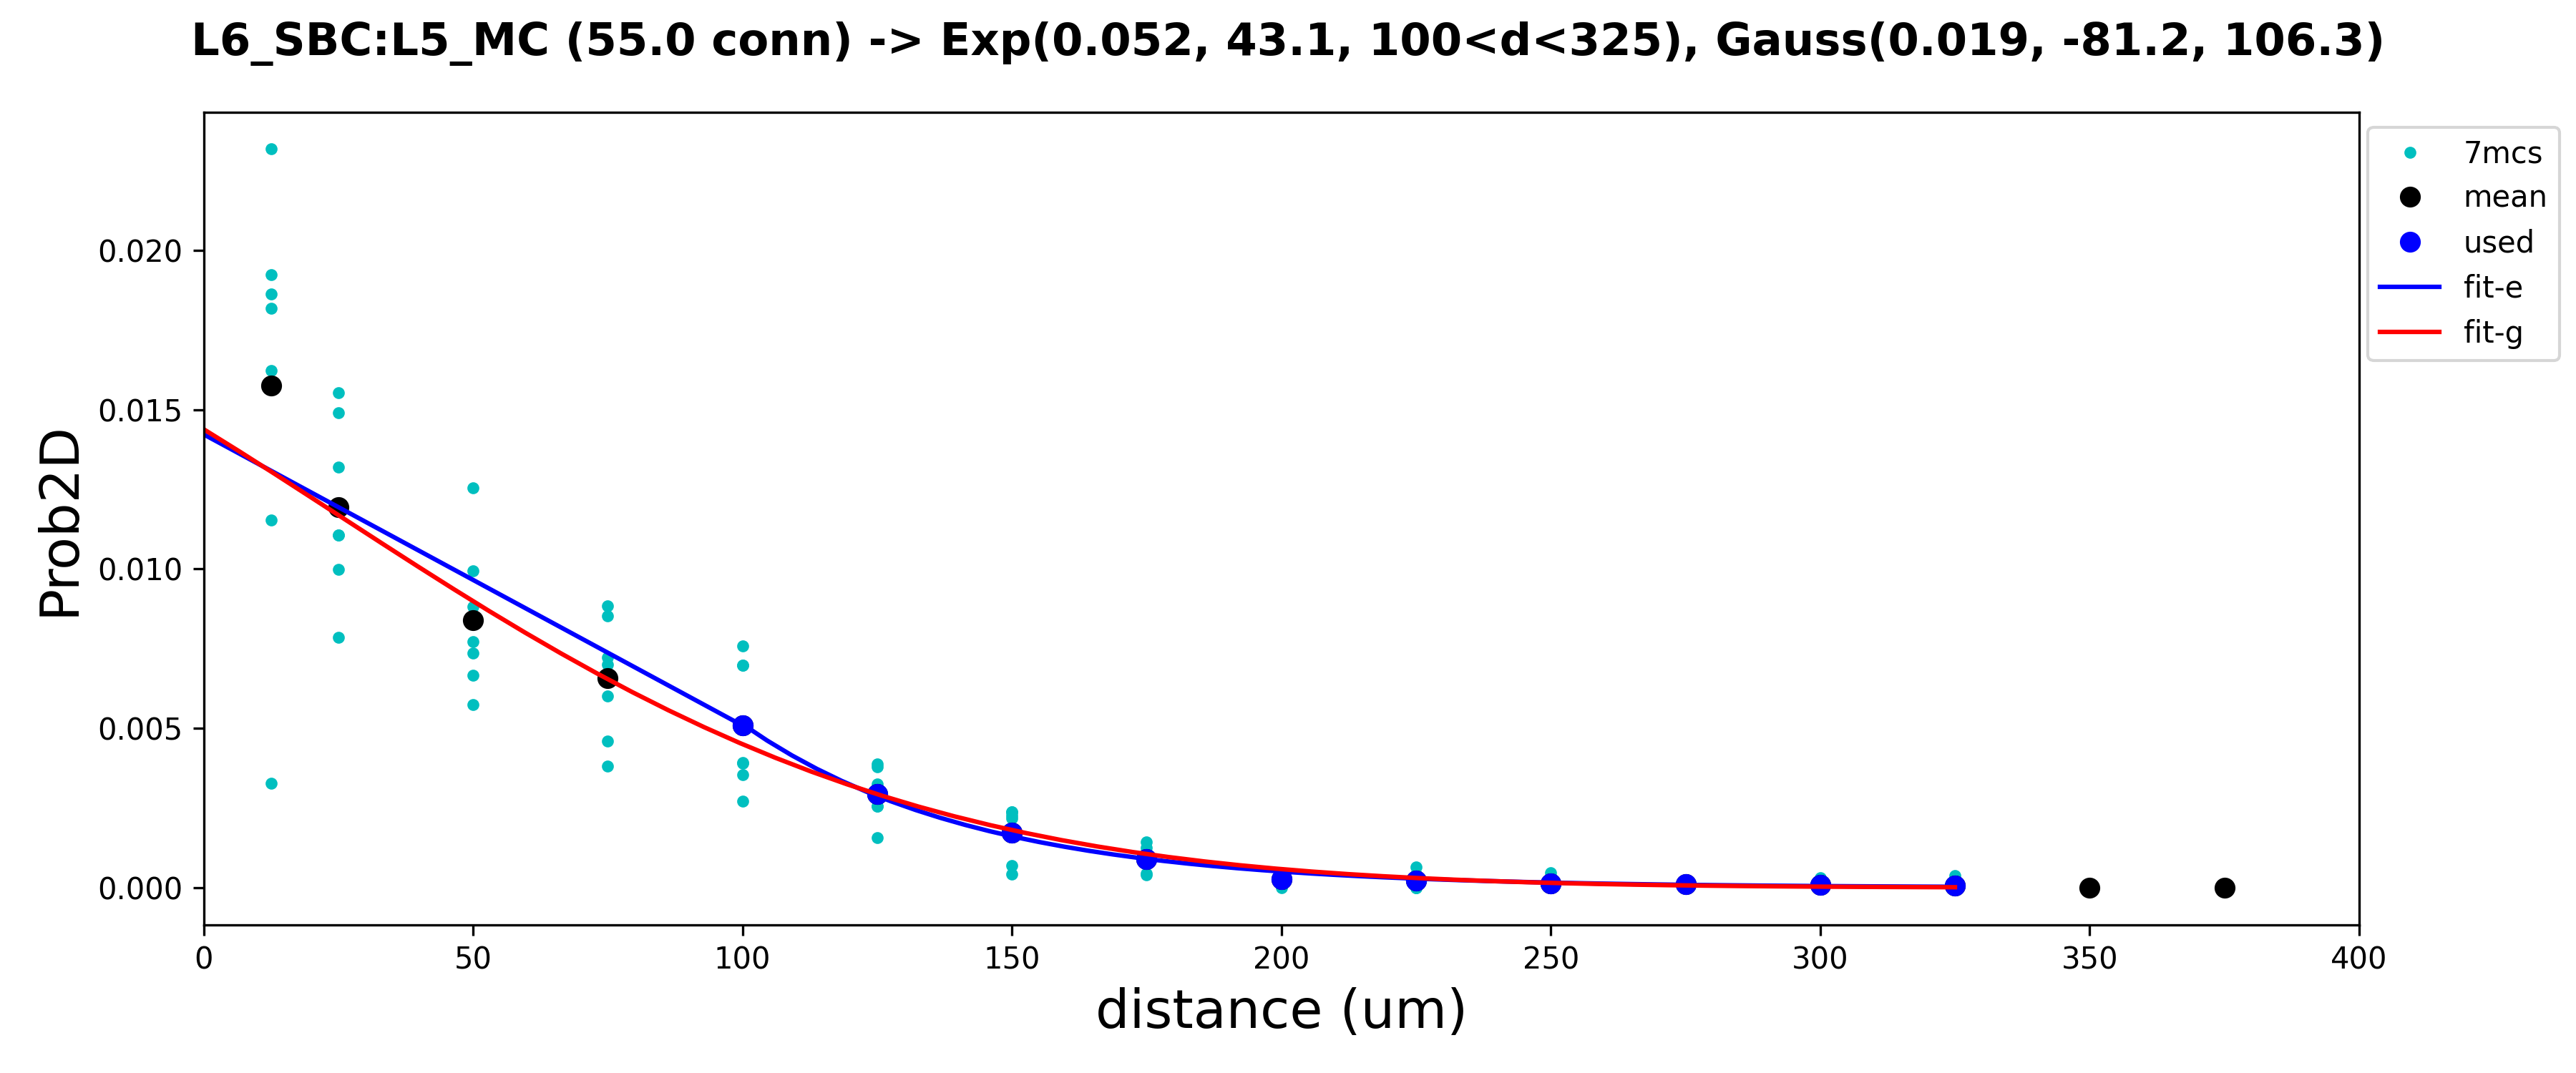 L6_SBC:L5_MC (55.0 conn) -> Exp(0.052, 43.1, 100<d<325), Gauss(0.019, -81.2, 106.3)
7mcs
mean
used
fit-e
fit-g
Prob2D
0.020
0.015
0.010
0.005
0.000
0 50 100 150 200 250 300 350 400
distance (um)